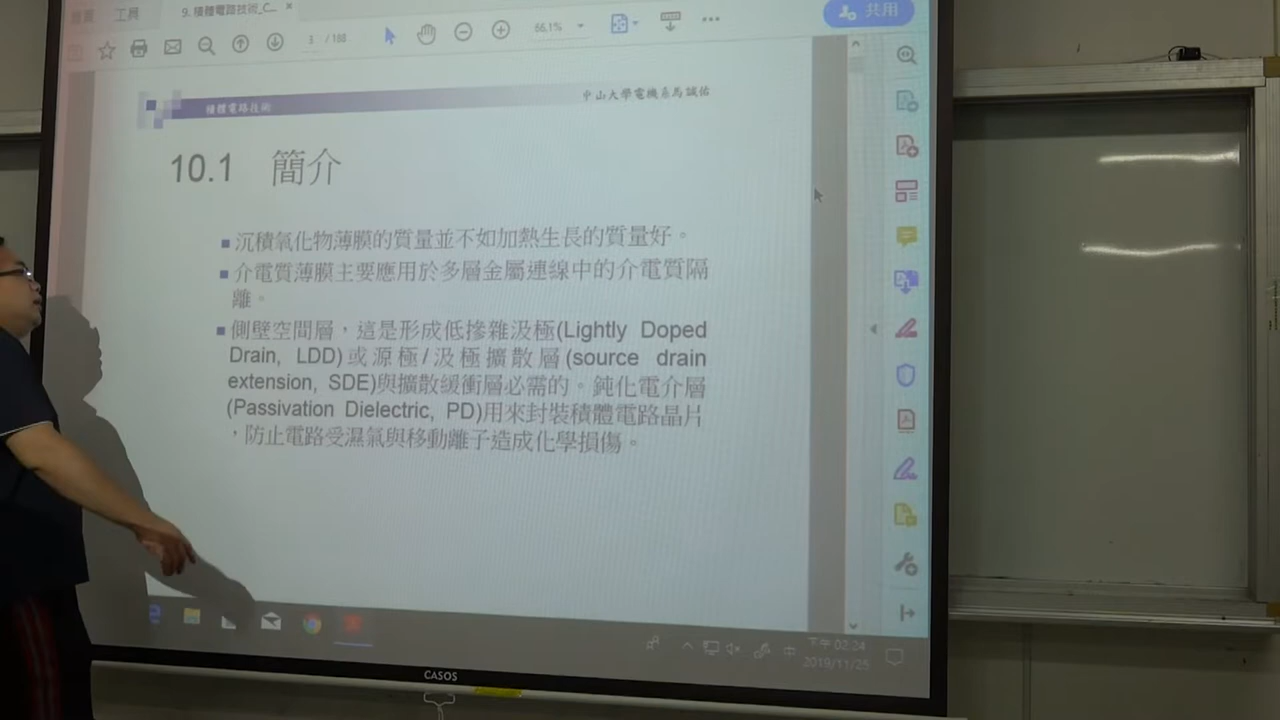 工具
9. 積體電路技術_C... ×
3 / 188
66.1%
共用
積體電路技術
中山大學電機系馬誠佑
10.1 簡介
沉積氧化物薄膜的質量並不如加熱生長的質量好。
介電質薄膜主要應用於多層金屬連線中的介電質隔
離。
側壁空間層，這是形成低摻雜汲極(Lightly Doped
Drain, LDD)或源極/汲極擴散層(source drain
extension, SDE)與擴散緩衝層必需的。鈍化電介層
(Passivation Dielectric, PD)用來封裝積體電路晶片
，防止電路受濕氣與移動離子造成化學損傷。
中
下午 02:24
2019/11/25
CASOS